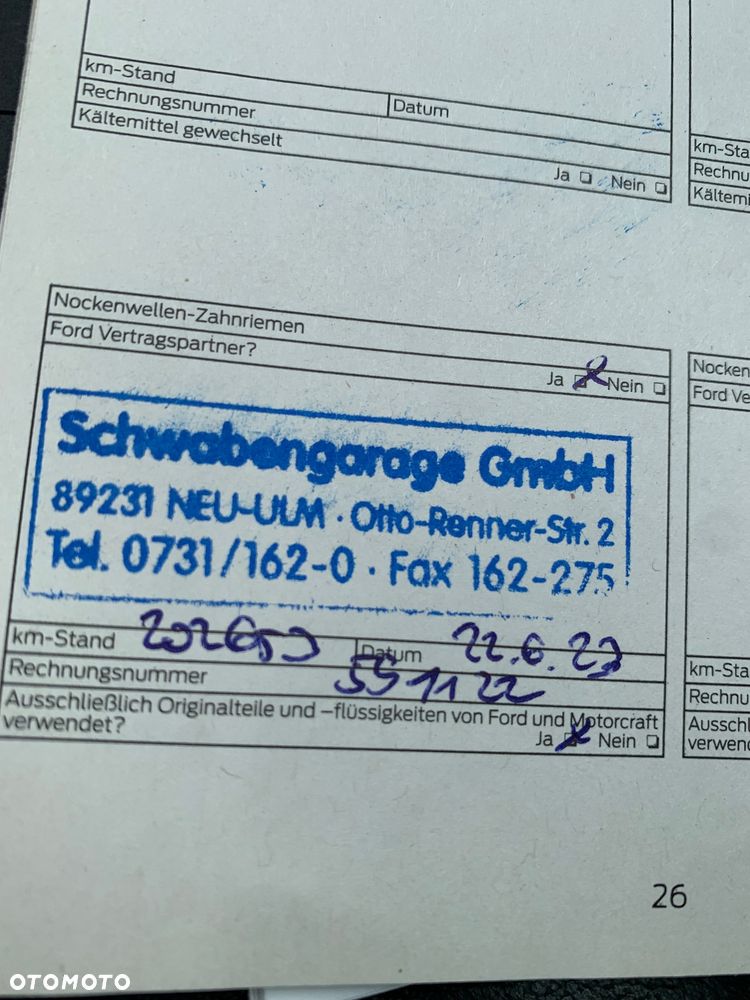 km-Stand
Rechnungsnummer Datum
Kältemittel gewechselt
Ja ❏ Nein ❏
km-Sta
Rechnu
Kältemi
Nockenwellen-Zahnriemen
Ford Vertragspartner?
Ja Nein ❏
Schwabengarage GmbH
89231 NEU-ULM · Otto-Renner-Str. 2
Tel. 0731/162-0 · Fax 162-275
km-Stand Datum 22.6.23
Rechnungsnummer 551122
Ausschließlich Originalteile und –flüssigkeiten von Ford und Motorcraft
verwendet?
Ja Nein ❏
Nocken
Ford Ve
km-Sta
Rechnu
Ausschl
verwend
26
OTOMOTO